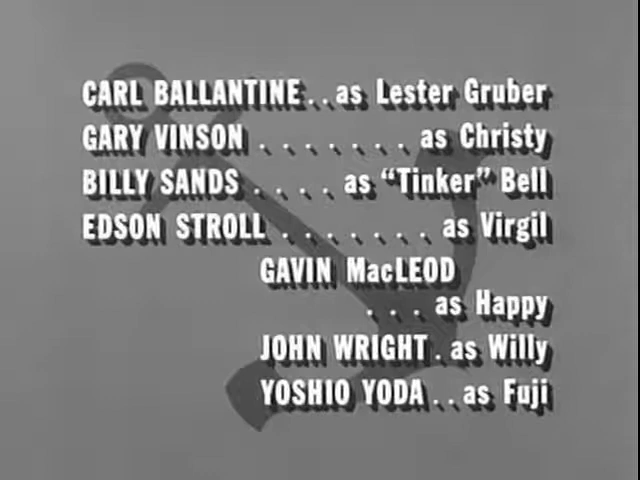 CARL BALLANTINE . . as Lester Gruber
GARY VINSON . . . . . . . as Christy
BILLY SANDS . . . . as “Tinker” Bell
EDSON STROLL . . . . . . . as Virgil
GAVIN MacLEOD
. . . as Happy
JOHN WRIGHT . as Willy
YOSHIO YODA . . as Fuji